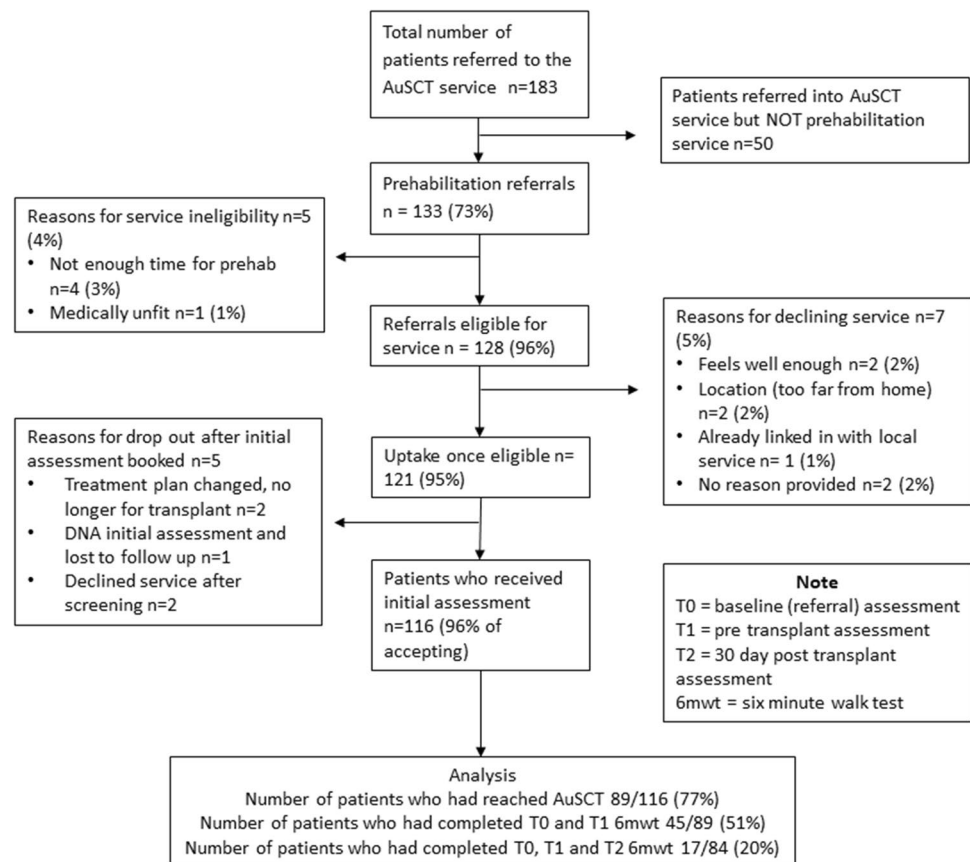 Total number of
patients referred to the
AuSCT service n=183
Patients referred into AuSCT
service but NOT prehabilitation
service n=50
Prehabilitation referrals
n = 133 (73%)
Reasons for service ineligibility n=5
(4%)
• Not enough time for prehab
n=4 (3%)
• Medically unfit n=1 (1%)
Referrals eligible for
service n = 128 (96%)
Reasons for declining service n=7
(5%)
• Feels well enough n=2 (2%)
• Location (too far from home)
n=2 (2%)
• Already linked in with local
service n= 1 (1%)
• No reason provided n=2 (2%)
Uptake once eligible n=
121 (95%)
Reasons for drop out after initial
assessment booked n=5
• Treatment plan changed, no
longer for transplant n=2
• DNA initial assessment and
lost to follow up n=1
• Declined service after
screening n=2
Patients who received
initial assessment
n=116 (96% of
accepting)
Note
T0 = baseline (referral) assessment
T1 = pre transplant assessment
T2 = 30 day post transplant
assessment
6mwt = six minute walk test
Analysis
Number of patients who had reached AuSCT 89/116 (77%)
Number of patients who had completed T0 and T1 6mwt 45/89 (51%)
Number of patients who had completed T0, T1 and T2 6mwt 17/84 (20%)